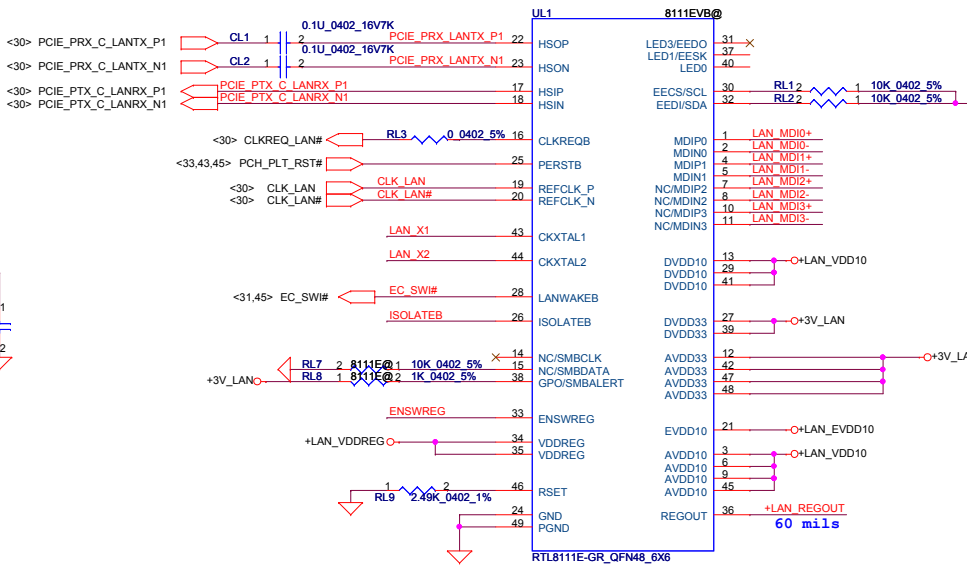 UL1 8111EVB@
0.1U_0402_16V7K
<30> PCIE_PRX_C_LANTX_P1 CL1 1 2 PCIE_PRX_LANTX_P1 22 HSOP LED3/EEDO 31
0.1U_0402_16V7K LED1/EESK 37
<30> PCIE_PRX_C_LANTX_N1 CL2 1 2 PCIE_PRX_LANTX_N1 23 HSON LED0 40
<30> PCIE_PTX_C_LANRX_P1 PCIE_PTX_C_LANRX_P1 17 HSIP EECS/SCL 30 RL1 2 1 10K_0402_5%
<30> PCIE_PTX_C_LANRX_N1 PCIE_PTX_C_LANRX_N1 18 HSIN EEDI/SDA 32 RL2 2 1 10K_0402_5%
<30> CLKREQ_LAN# RL3 0_0402_5% 16 CLKREQB MDIP0 1 LAN_MDI0+
MDIN0 2 LAN_MDI0-
<33,43,45> PCH_PLT_RST# 25 PERSTB MDIP1 4 LAN_MDI1+
MDIN1 5 LAN_MDI1-
<30> CLK_LAN CLK_LAN 19 REFCLK_P NC/MDIP2 7 LAN_MDI2+
<30> CLK_LAN# CLK_LAN# 20 REFCLK_N NC/MDIN2 8 LAN_MDI2-
NC/MDIP3 10 LAN_MDI3+
NC/MDIN3 11 LAN_MDI3-
LAN_X1 43 CKXTAL1
LAN_X2 44 CKXTAL2 DVDD10 13 +LAN_VDD10
DVDD10 29
DVDD10 41
<31,45> EC_SWI# EC_SWI# 28 LANWAKEB
1
ISOLATEB 26 ISOLATEB DVDD33 27 +3V_LAN
DVDD33 39
2
14 NC/SMBCLK AVDD33 12 +3V_LA
RL7 2 8111E@ 1 10K_0402_5% 15 NC/SMBDATA AVDD33 42
+3V_LAN RL8 1 8111E@ 2 1K_0402_5% 38 GPO/SMBALERT AVDD33 47
AVDD33 48
ENSWREG 33 ENSWREG
EVDD10 21 +LAN_EVDD10
+LAN_VDDREG 34 VDDREG
35 VDDREG AVDD10 3 +LAN_VDD10
AVDD10 6
AVDD10 9
RL9 1 2 2.49K_0402_1% 46 RSET AVDD10 45
24 GND REGOUT 36 +LAN_REGOUT
49 PGND 60 mils
RTL8111E-GR_QFN48_6X6